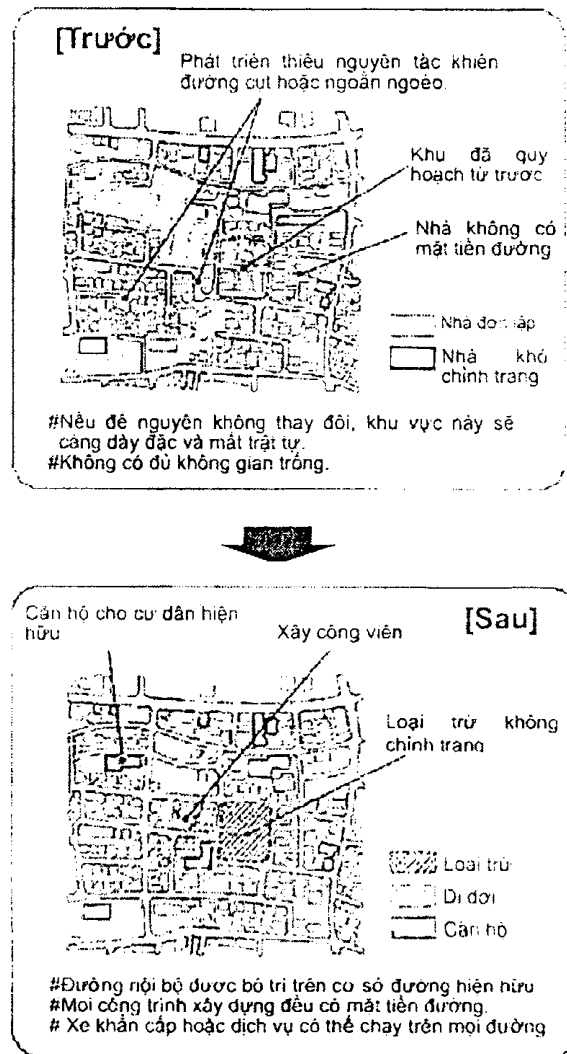 [Trước]
Phát triển thiếu nguyên tắc khiến
đường cụt hoặc ngoằn ngoèo.
Khu đã quy
hoạch từ trước
Nhà không có
mặt tiền đường
Nhà đơn lập
Nhà khó
chỉnh trang
#Nếu để nguyên không thay đổi, khu vực này sẽ
càng dày đặc và mất trật tự.
#Không có đủ không gian trống.
Căn hộ cho cư dân hiện
hữu
Xây công viên
[Sau]
Loại trừ không
chỉnh trang
Loại trừ
Di dời
Căn hộ
#Đường nội bộ được bố trí trên cơ sở đường hiện hữu
#Mọi công trình xây dựng đều có mặt tiền đường.
# Xe khẩn cấp hoặc dịch vụ có thể chạy trên mọi đường